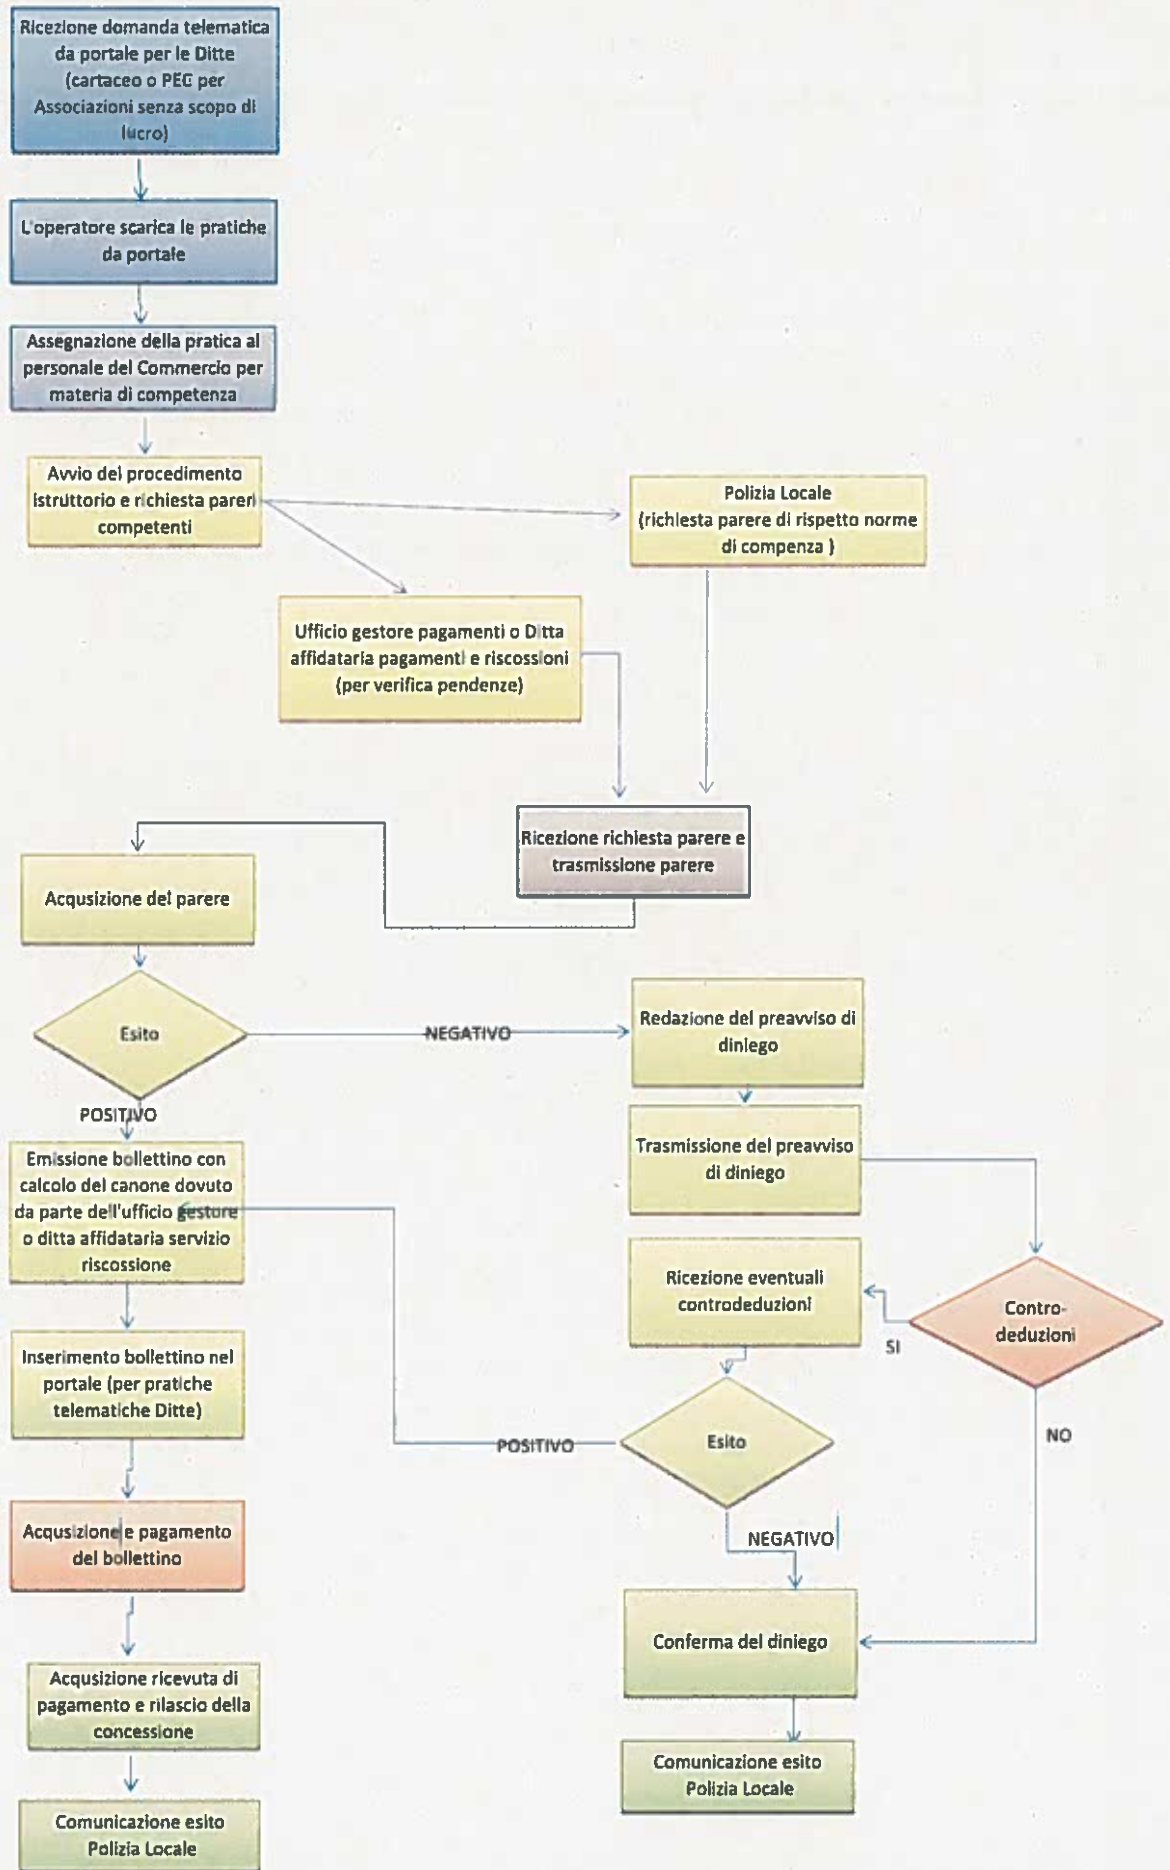 Ricezione domanda telematica
da portale per le Ditte
(cartaceo o PEC per
Associazioni senza scopo di
lucro)
L'operatore scarica le pratiche
da portale
Assegnazione della pratica al
personale del Commercio per
materia di competenza
Avvio del procedimento
istruttorio e richiesta pareri
competenti
Polizia Locale
(richiesta parere di rispetto norme
di compenza )
Ufficio gestore pagamenti o Ditta
affidataria pagamenti e riscossioni
(per verifica pendenze)
Ricezione richiesta parere e
trasmissione parere
Acqusizione del parere
Esito
NEGATIVO
Redazione del preavviso di
diniego
POSITIVO
Trasmissione del preavviso
di diniego
Emissione bollettino con
calcolo del canone dovuto
da parte dell'ufficio gestore
o ditta affidataria servizio
riscossione
Ricezione eventuali
controdeduzioni
Contro-
deduzioni
SI
NO
Inserimento bollettino nel
portale (per pratiche
telematiche Ditte)
POSITIVO
Esito
NEGATIVO
Acqusizione e pagamento
del bollettino
Conferma del diniego
Acqusizione ricevuta di
pagamento e rilascio della
concessione
Comunicazione esito
Polizia Locale
Comunicazione esito
Polizia Locale